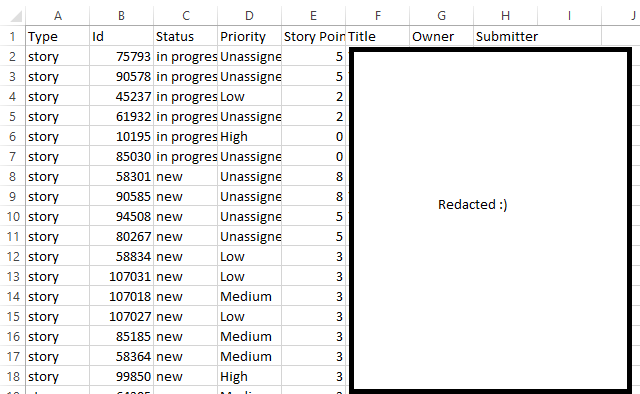 A B C D E F G H I J
1 Type Id Status Priority Story Poin Title Owner Submitter
2 story 75793 in progres Unassigne 5
3 story 90578 in progres Unassigne 5
4 story 45237 in progres Low 2
5 story 61932 in progres Unassigne 2
6 story 10195 in progres High 0
7 story 85030 in progres Unassigne 0
8 story 58301 new Unassigne 8
9 story 90585 new Unassigne 8
Redacted :)
10 story 94508 new Unassigne 5
11 story 80267 new Unassigne 5
12 story 58834 new Low 3
13 story 107031 new Low 3
14 story 107018 new Medium 3
15 story 107027 new Low 3
16 story 85185 new Medium 3
17 story 58364 new Medium 3
18 story 99850 new High 3